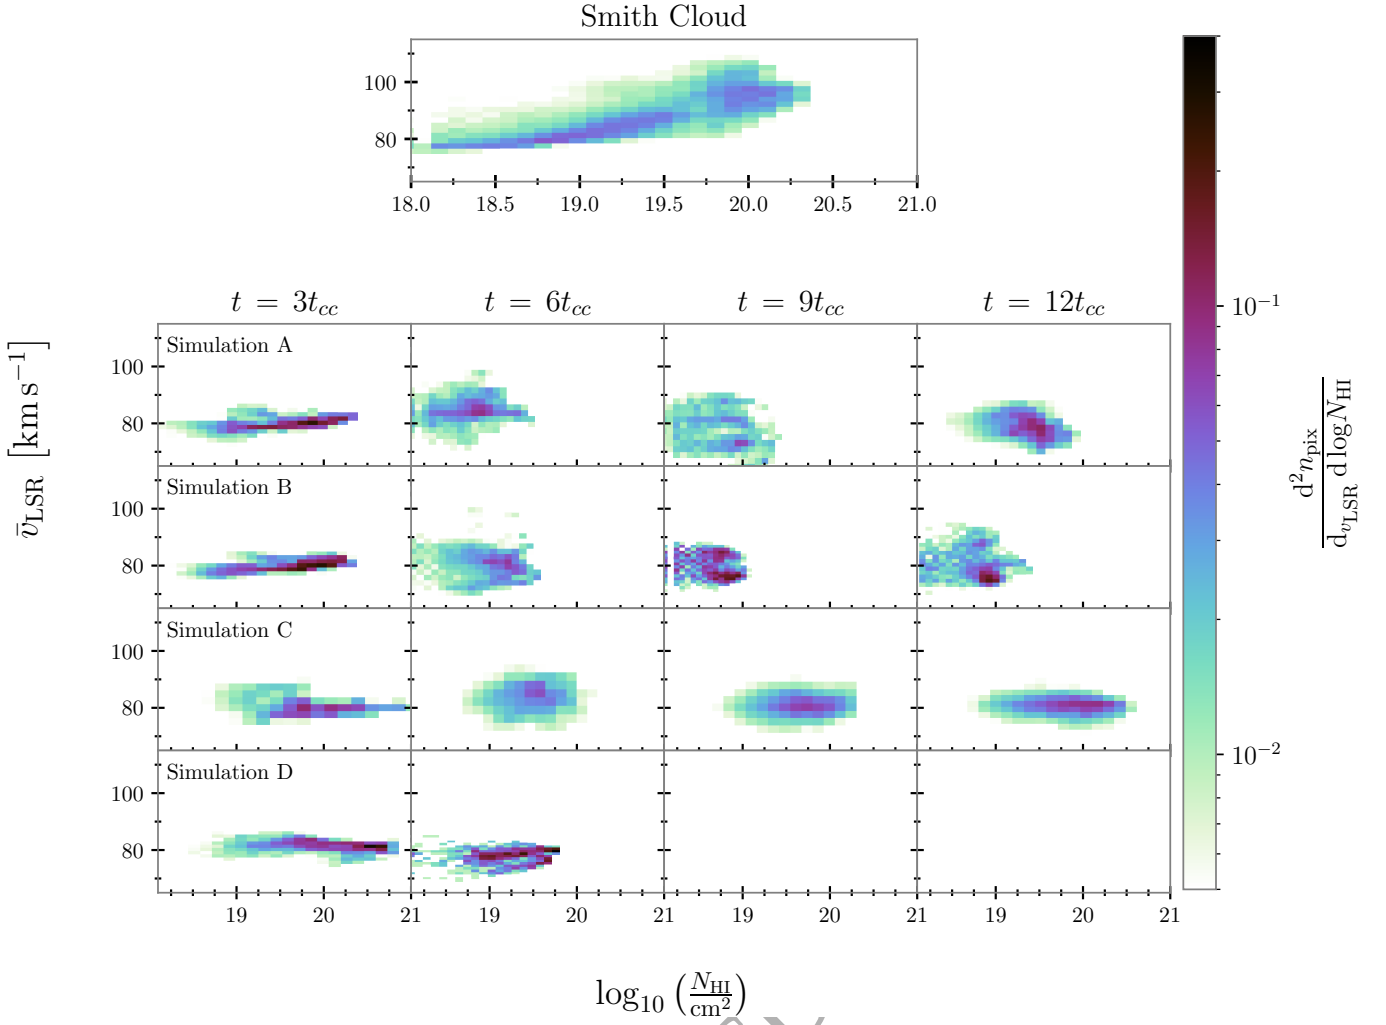 Smith Cloud
100
80
18.0 18.5 19.0 19.5 20.0 20.5 21.0
t = 3t_cc t = 6t_cc t = 9t_cc t = 12t_cc
Simulation A
100
80
Simulation B
100
80
Simulation C
100
80
Simulation D
100
80
19 20 21 19 20 19 20 21 19 20 21
v̄_LSR [km s⁻¹]
log₁₀ (N_HI / cm²)
10⁻¹
10⁻²
d²n_pix / d v_LSR d log N_HI